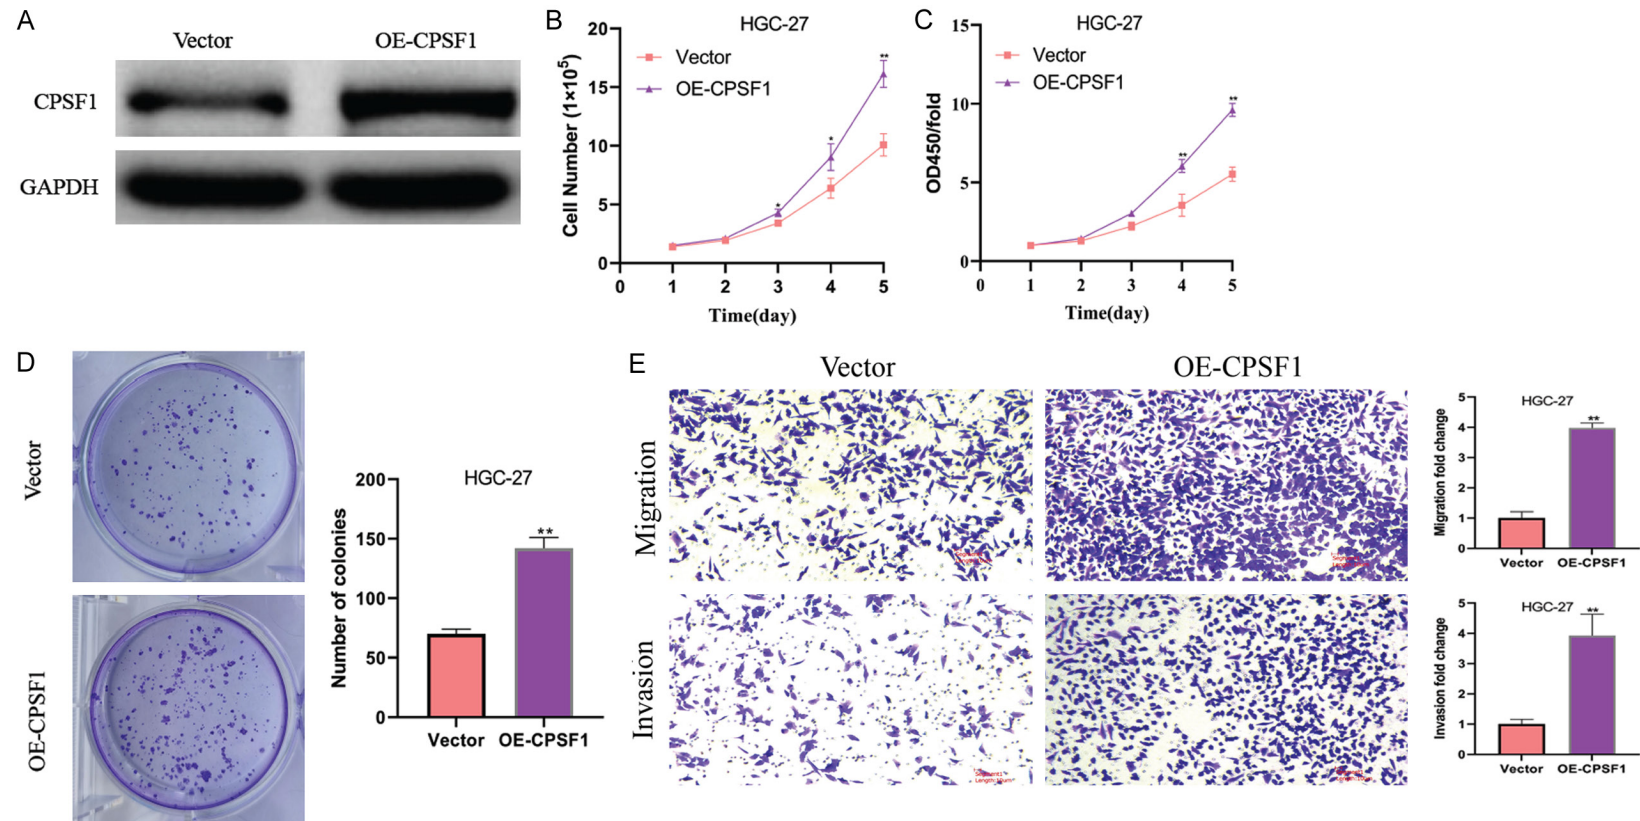 A
Vector
OE-CPSF1
CPSF1
GAPDH
B
HGC-27
Vector
OE-CPSF1
Cell Number (1×10⁵)
20
15
10
5
0
**
*
*
0 1 2 3 4 5
Time(day)
C
HGC-27
Vector
OE-CPSF1
OD450/fold
15
10
5
0
**
**
0 1 2 3 4 5
Time(day)
D
Vector
OE-CPSF1
HGC-27
Number of colonies
200
150
100
50
0
**
Vector OE-CPSF1
E
Vector
OE-CPSF1
Migration
Invasion
Segment1
HGC-27
Migration fold change
5
4
3
2
1
0
**
Vector OE-CPSF1
HGC-27
Invasion fold change
5
4
3
2
1
0
**
Vector OE-CPSF1